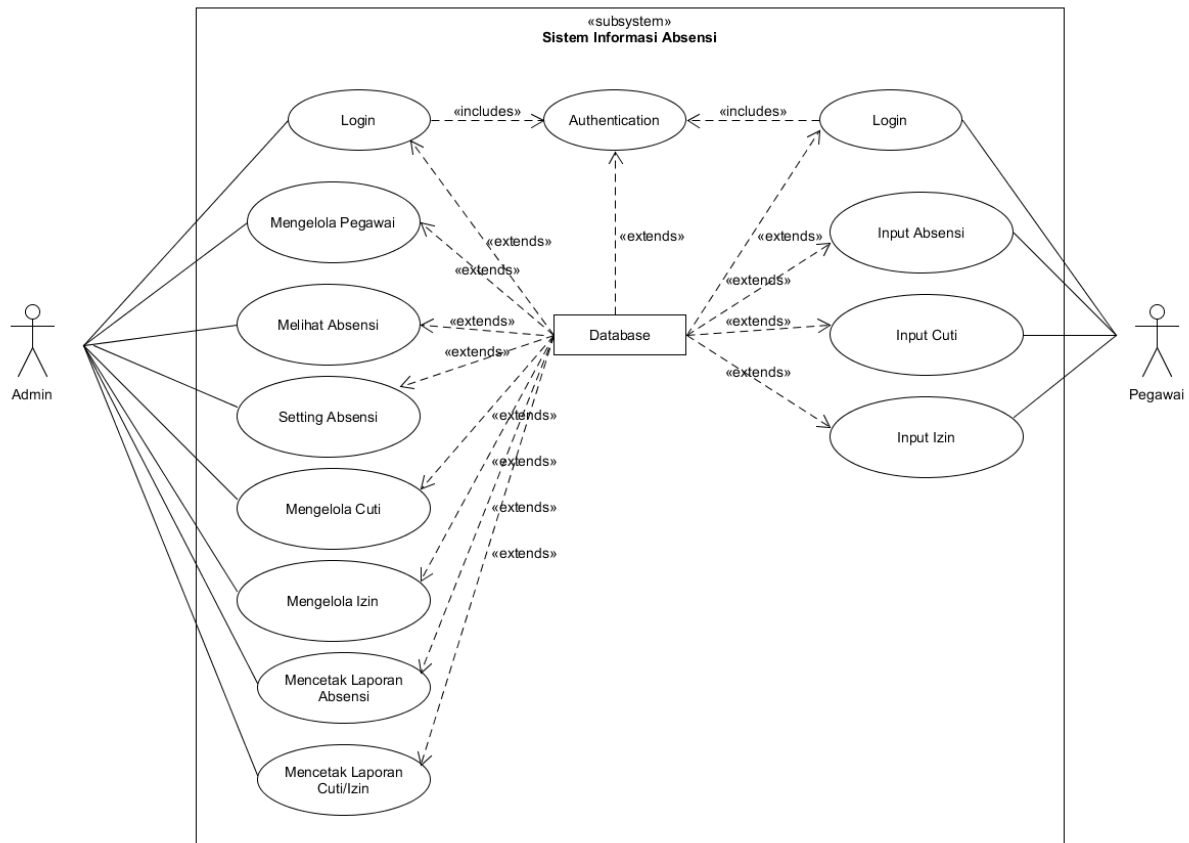 «subsystem»
Sistem Informasi Absensi
Login
«includes»
Authentication
«includes»
Login
Mengelola Pegawai
«extends»
«extends»
«extends»
Input Absensi
«extends»
Admin
Melihat Absensi
«extends»
«extends»
Database
«extends»
Input Cuti
Pegawai
«extends»
Setting Absensi
«extends»
Input Izin
«extends»
«extends»
Mengelola Cuti
«extends»
«extends»
Mengelola Izin
Mencetak Laporan
Absensi
Mencetak Laporan
Cuti/Izin